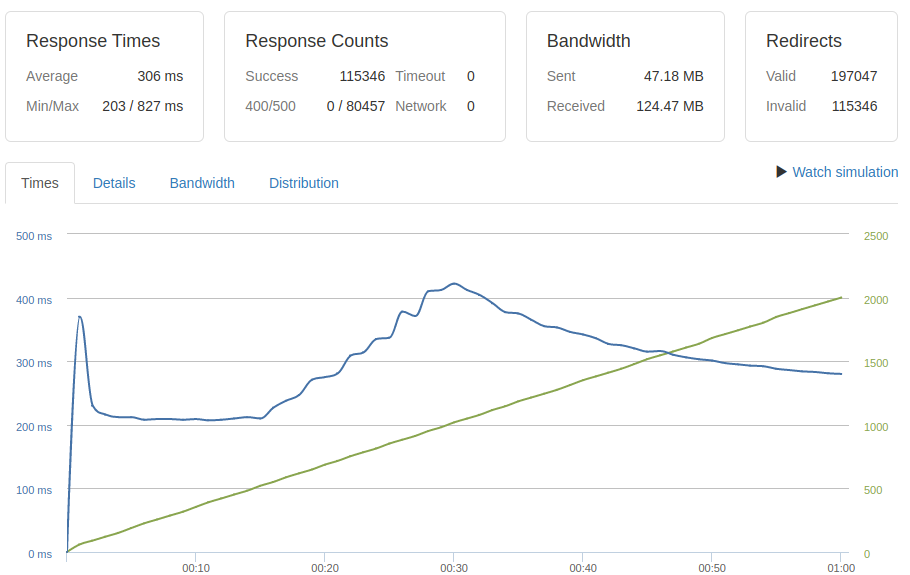 Response Times
Average 306 ms
Min/Max 203 / 827 ms
Response Counts
Success 115346 Timeout 0
400/500 0 / 80457 Network 0
Bandwidth
Sent 47.18 MB
Received 124.47 MB
Redirects
Valid 197047
Invalid 115346
Times Details Bandwidth Distribution
Watch simulation
500 ms 2500
400 ms 2000
300 ms 1500
200 ms 1000
100 ms 500
0 ms 0
00:10 00:20 00:30 00:40 00:50 01:00